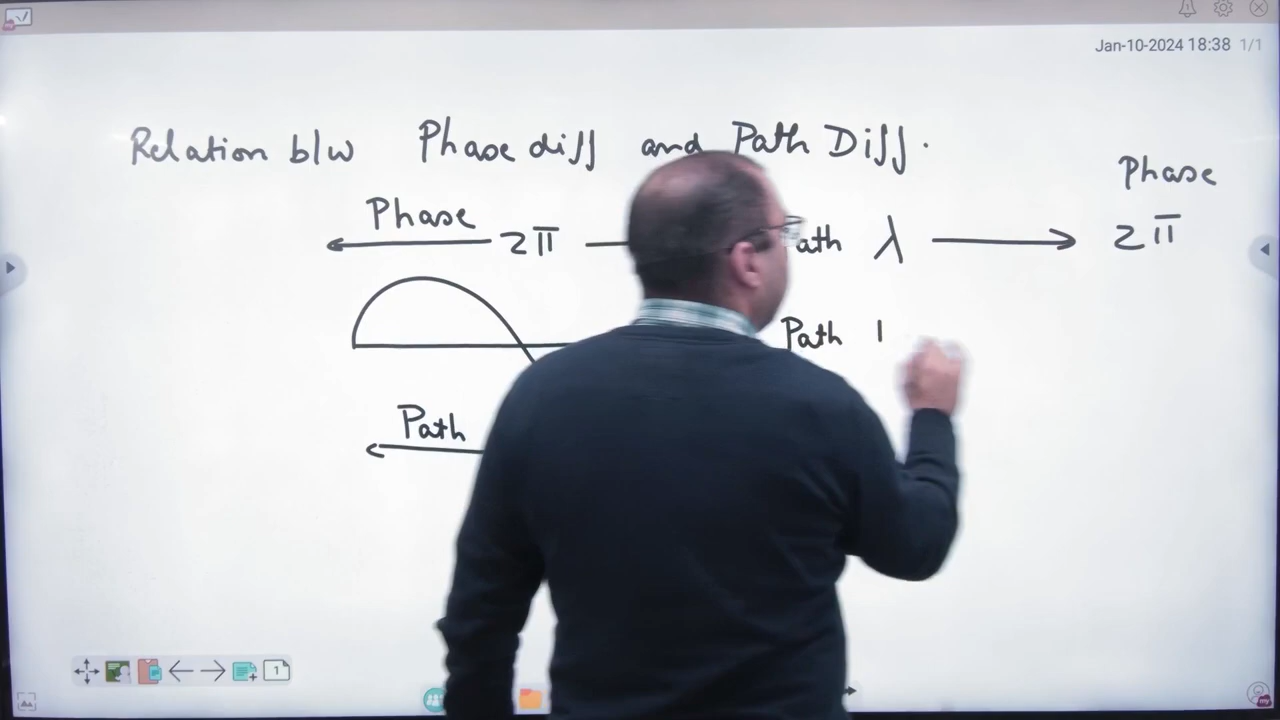 Jan-10-2024 18:38 1/1
Relation b/w Phase diff and Path Diff.
Phase
Phase
2π
λ
2π
Path 1
Path
1